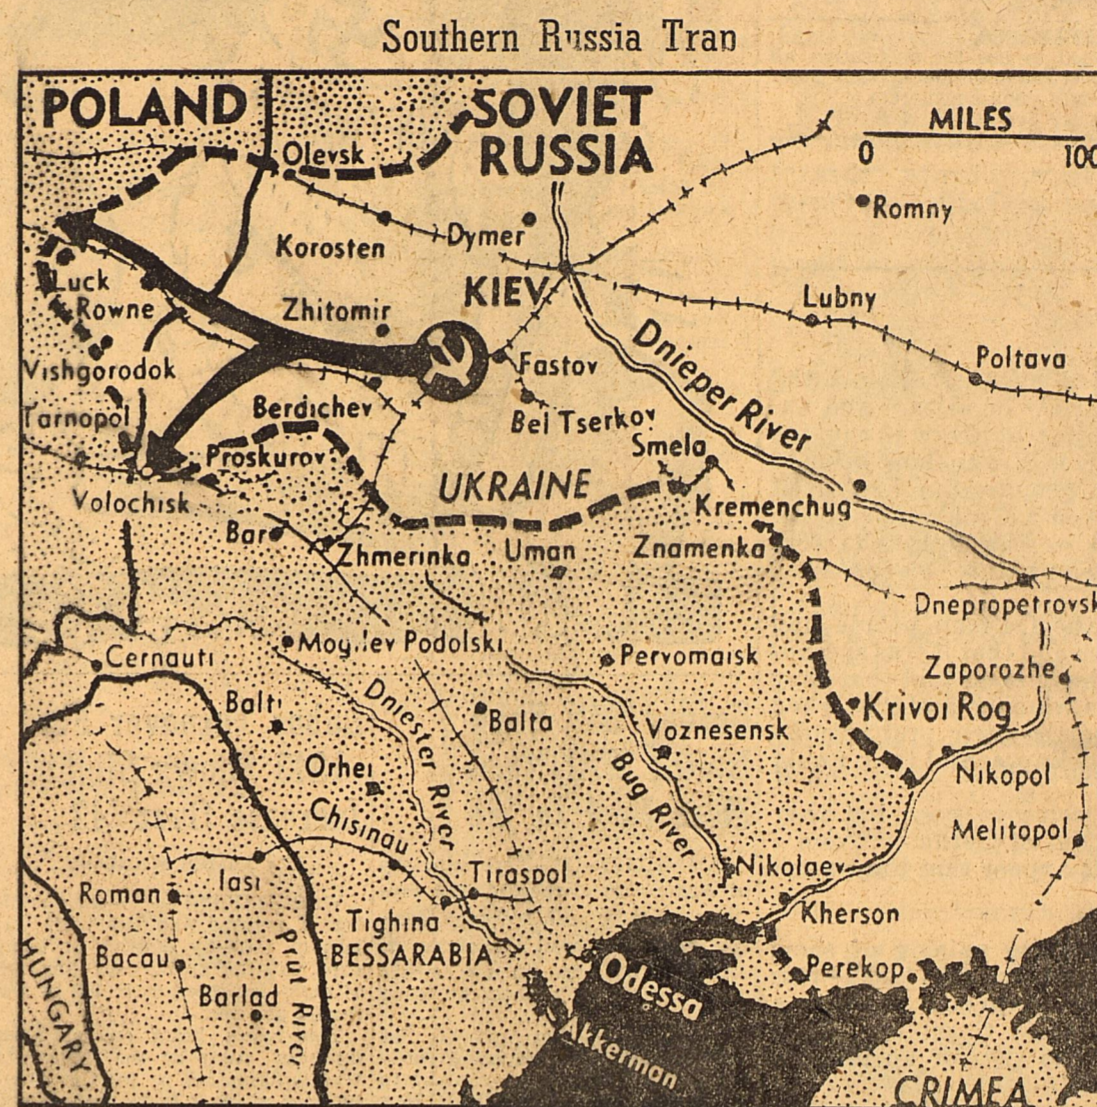 Southern Russia Trap
POLAND
SOVIET
RUSSIA
MILES
0
100
Olevsk
Romny
Korosten
Dymer
Luck
Rowne
KIEV
Zhitomir
Lubny
Vishgorodok
Fastov
Dnieper River
Poltava
Tarnopol
Berdichev
Bel Tserkov
Proskurov
Smela
Volochisk
UKRAINE
Kremenchug
Bar
Zhmerinka
Uman
Znamenka
Dnepropetrovsk
Cernauti
Mogilev Podolski
Pervomaisk
Zaporozhe
Balti
Dniester River
Balta
Krivoi Rog
Voznesensk
Orhei
Bug River
Nikopol
Chisinau
Melitopol
Iasi
Tiraspol
Nikolaev
Roman
Tighina
Kherson
HUNGARY
Bacau
Prut River
BESSARABIA
Odessa
Perekop
Barlad
Akkerman
CRIMEA